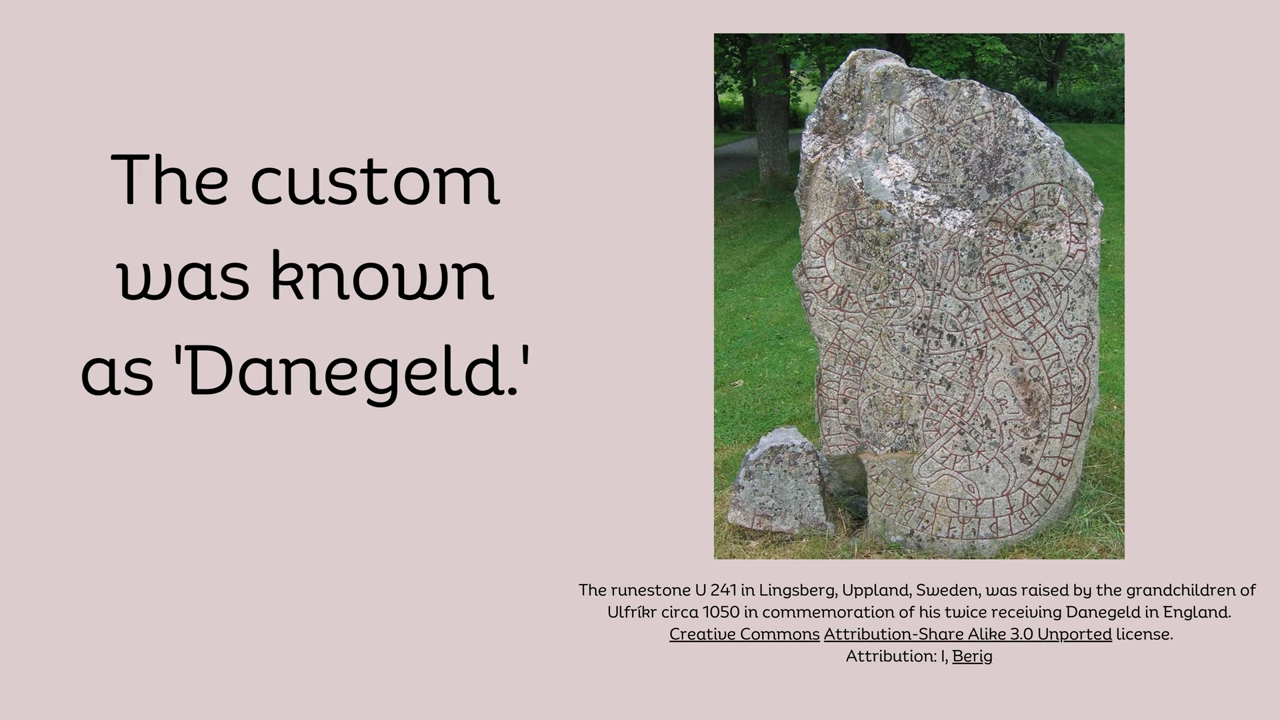 The custom
was known
as 'Danegeld.'
The runestone U 241 in Lingsberg, Uppland, Sweden, was raised by the grandchildren of
Ulfríkr circa 1050 in commemoration of his twice receiving Danegeld in England.
Creative Commons Attribution-Share Alike 3.0 Unported license.
Attribution: I, Berig